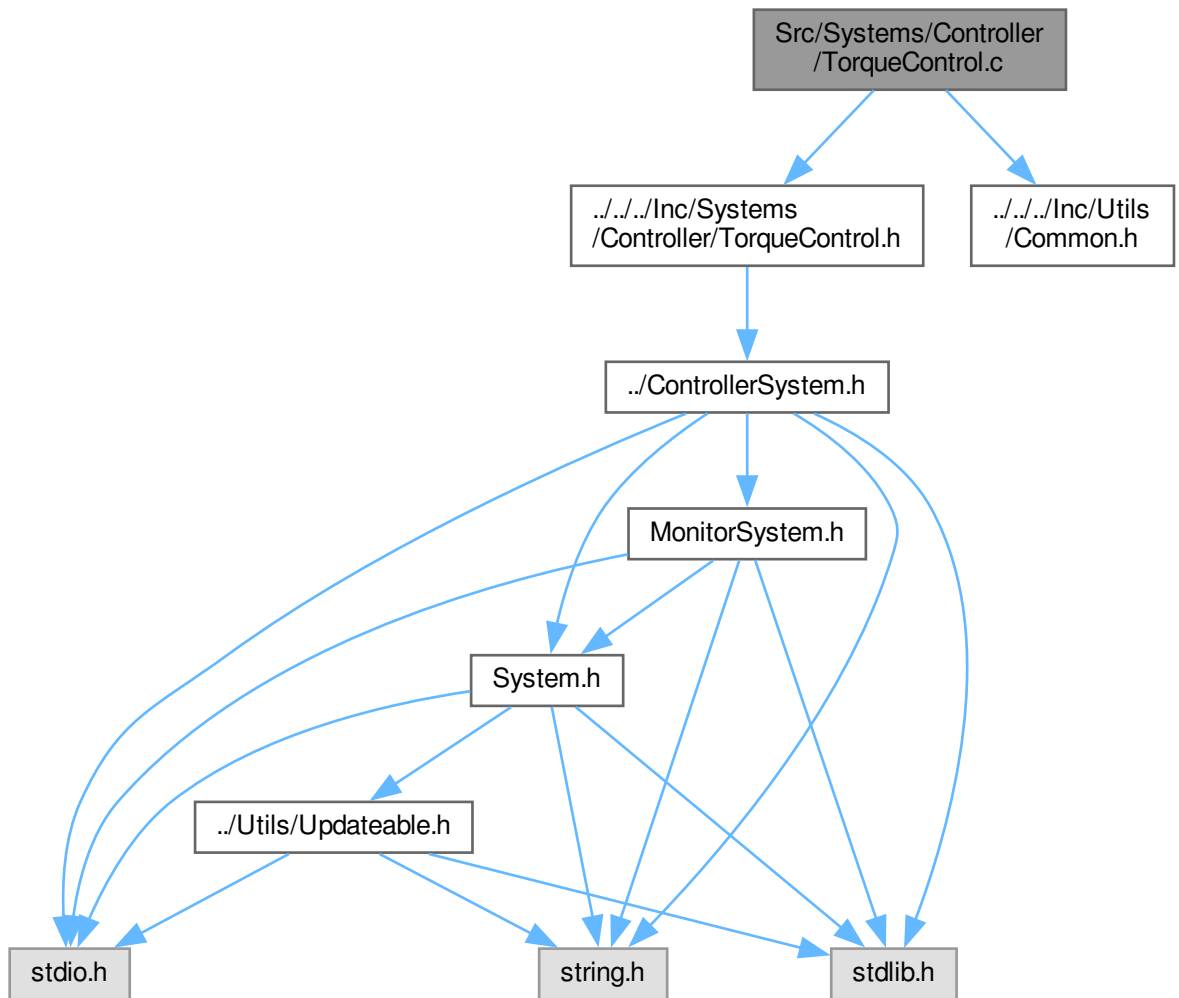 Src/Systems/Controller
/TorqueControl.c
../../../Inc/Systems
/Controller/TorqueControl.h
../../../Inc/Utils
/Common.h
../ControllerSystem.h
MonitorSystem.h
System.h
../Utils/Updateable.h
stdio.h
string.h
stdlib.h